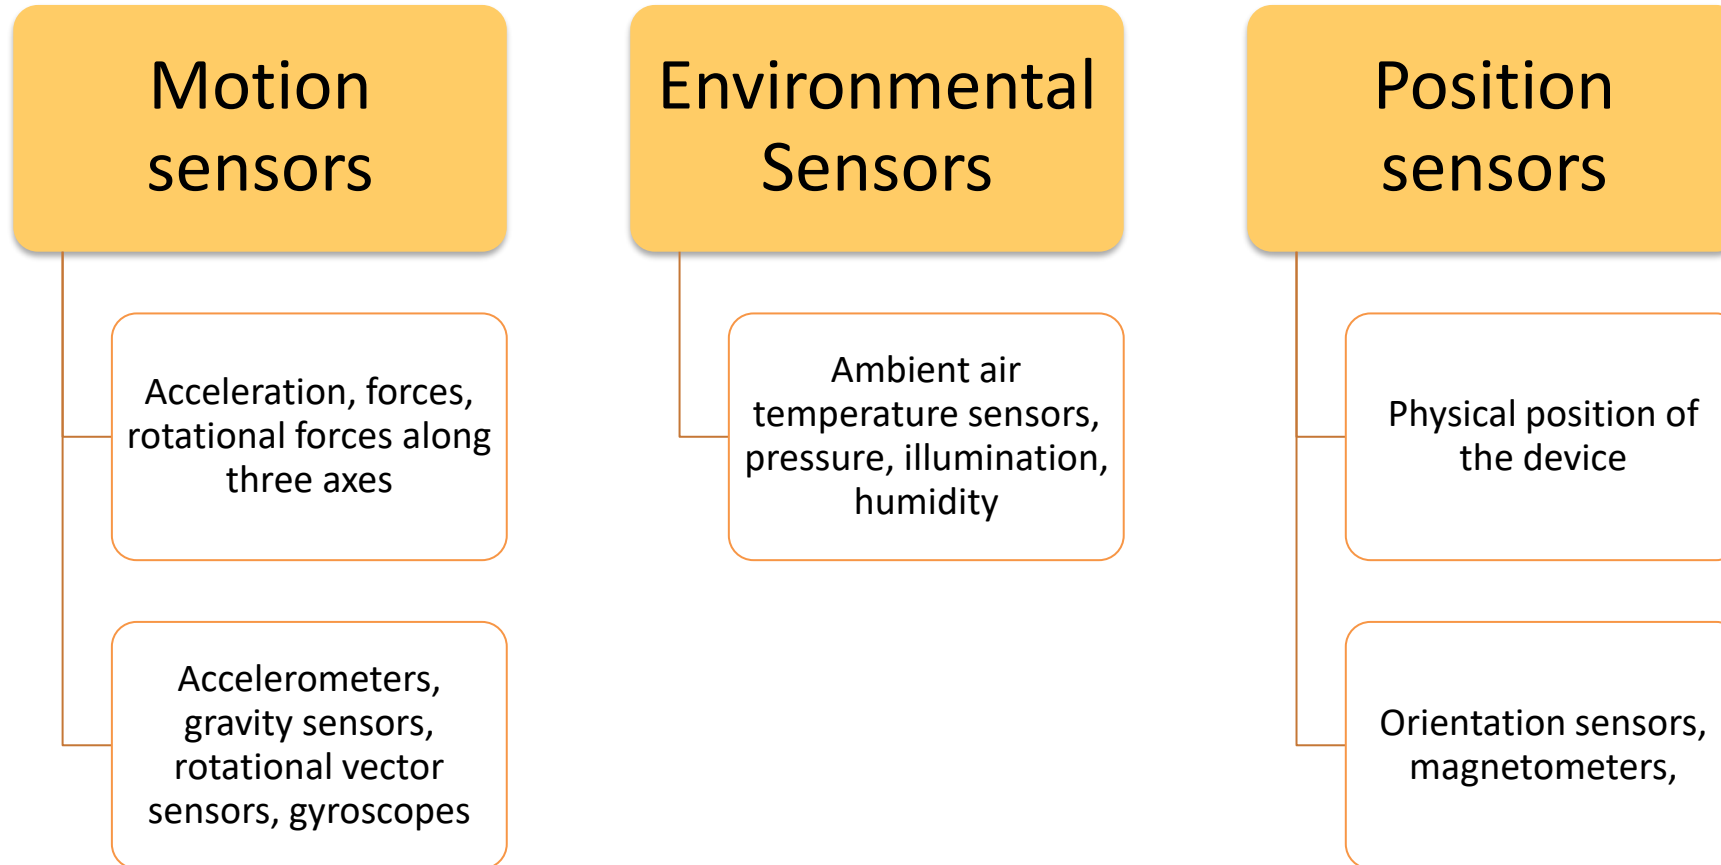 Motion
sensors
Acceleration, forces,
rotational forces along
three axes
Accelerometers,
gravity sensors,
rotational vector
sensors, gyroscopes
Environmental
Sensors
Ambient air
temperature sensors,
pressure, illumination,
humidity
Position
sensors
Physical position of
the device
Orientation sensors,
magnetometers,